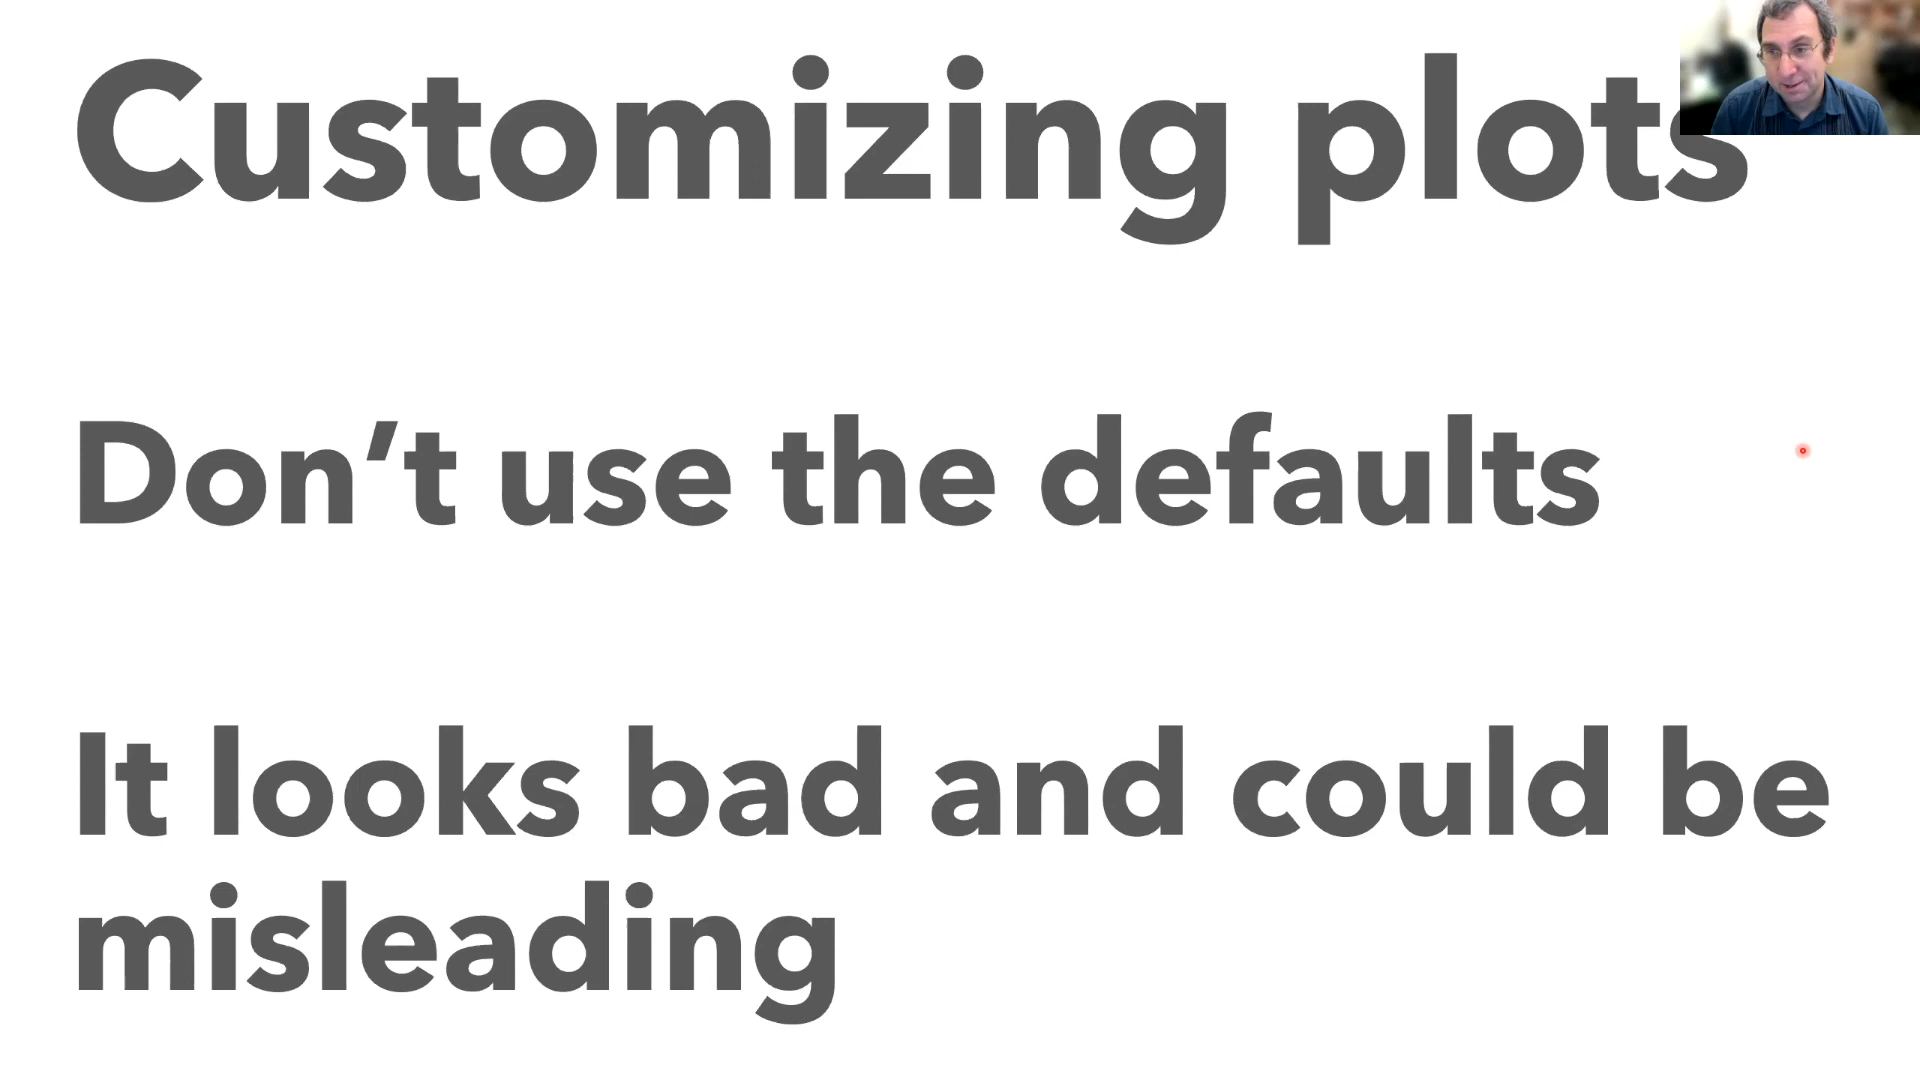 Customizing plots
Don’t use the defaults
It looks bad and could be
misleading